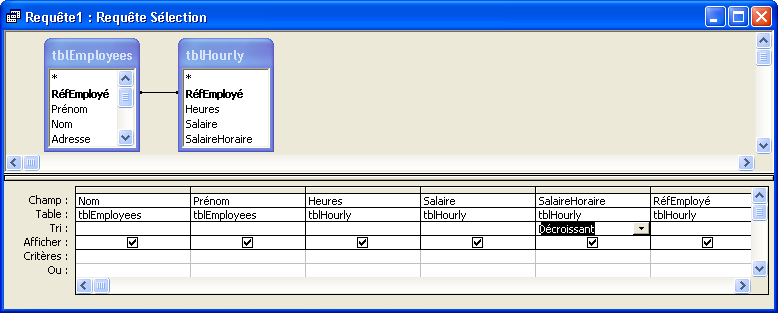 Requête1 : Requête Sélection
tblEmployees tblHourly
* *
RéfEmployé RéfEmployé
Prénom Heures
Nom Salaire
Adresse SalaireHoraire
Champ : Nom Prénom Heures Salaire SalaireHoraire RéfEmployé
Table : tblEmployees tblEmployees tblHourly tblHourly tblHourly tblHourly
Tri : Décroissant
Afficher :
Critères :
Ou :